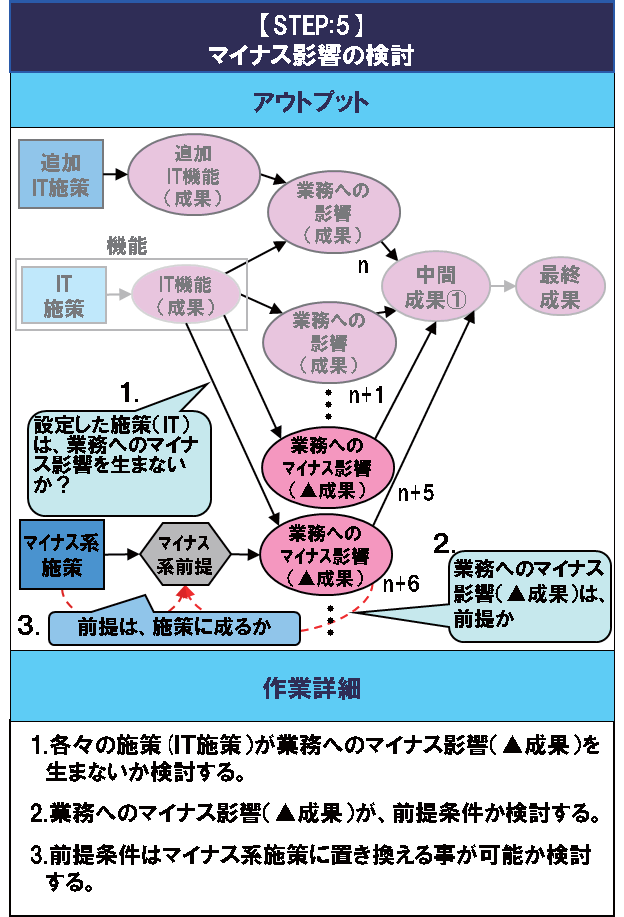 【STEP:5】
マイナス影響の検討
アウトプット
追加
IT施策
追加
IT機能
(成果)
業務への
影響
(成果)
n
機能
IT
施策
IT機能
(成果)
中間
成果①
最終
成果
業務への
影響
(成果)
n+1
1.
設定した施策(IT)
は、業務へのマイナ
ス影響を生まない
か？
業務への
マイナス影響
(▲成果)
n+5
マイナス系
施策
マイナス
系前提
業務への
マイナス影響
(▲成果)
n+6
2.
業務へのマイナス
影響(▲成果)は、
前提か
3.
前提は、施策に成るか
作業詳細
1.各々の施策(IT施策)が業務へのマイナス影響(▲成果)を
生まないか検討する。
2.業務へのマイナス影響(▲成果)が、前提条件か検討する。
3.前提条件はマイナス系施策に置き換える事が可能か検討
する。